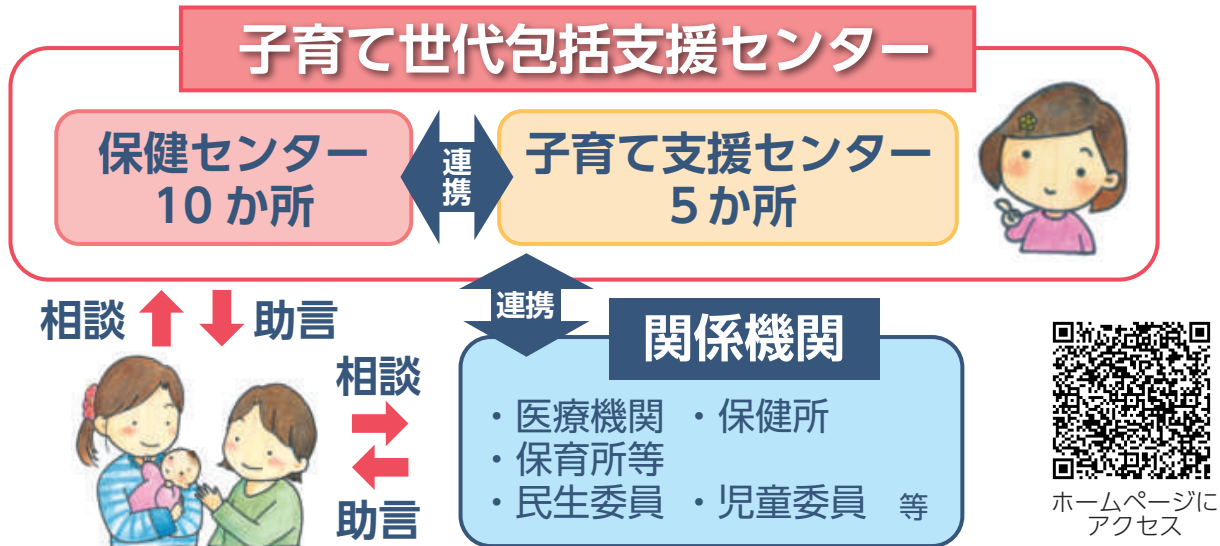 子育て世代包括支援センター
保健センター
10 か所
連携
子育て支援センター
5 か所
相談
助言
連携
関係機関
相談
助言
・医療機関 ・保健所
・保育所等
・民生委員 ・児童委員 等
ホームページに
アクセス